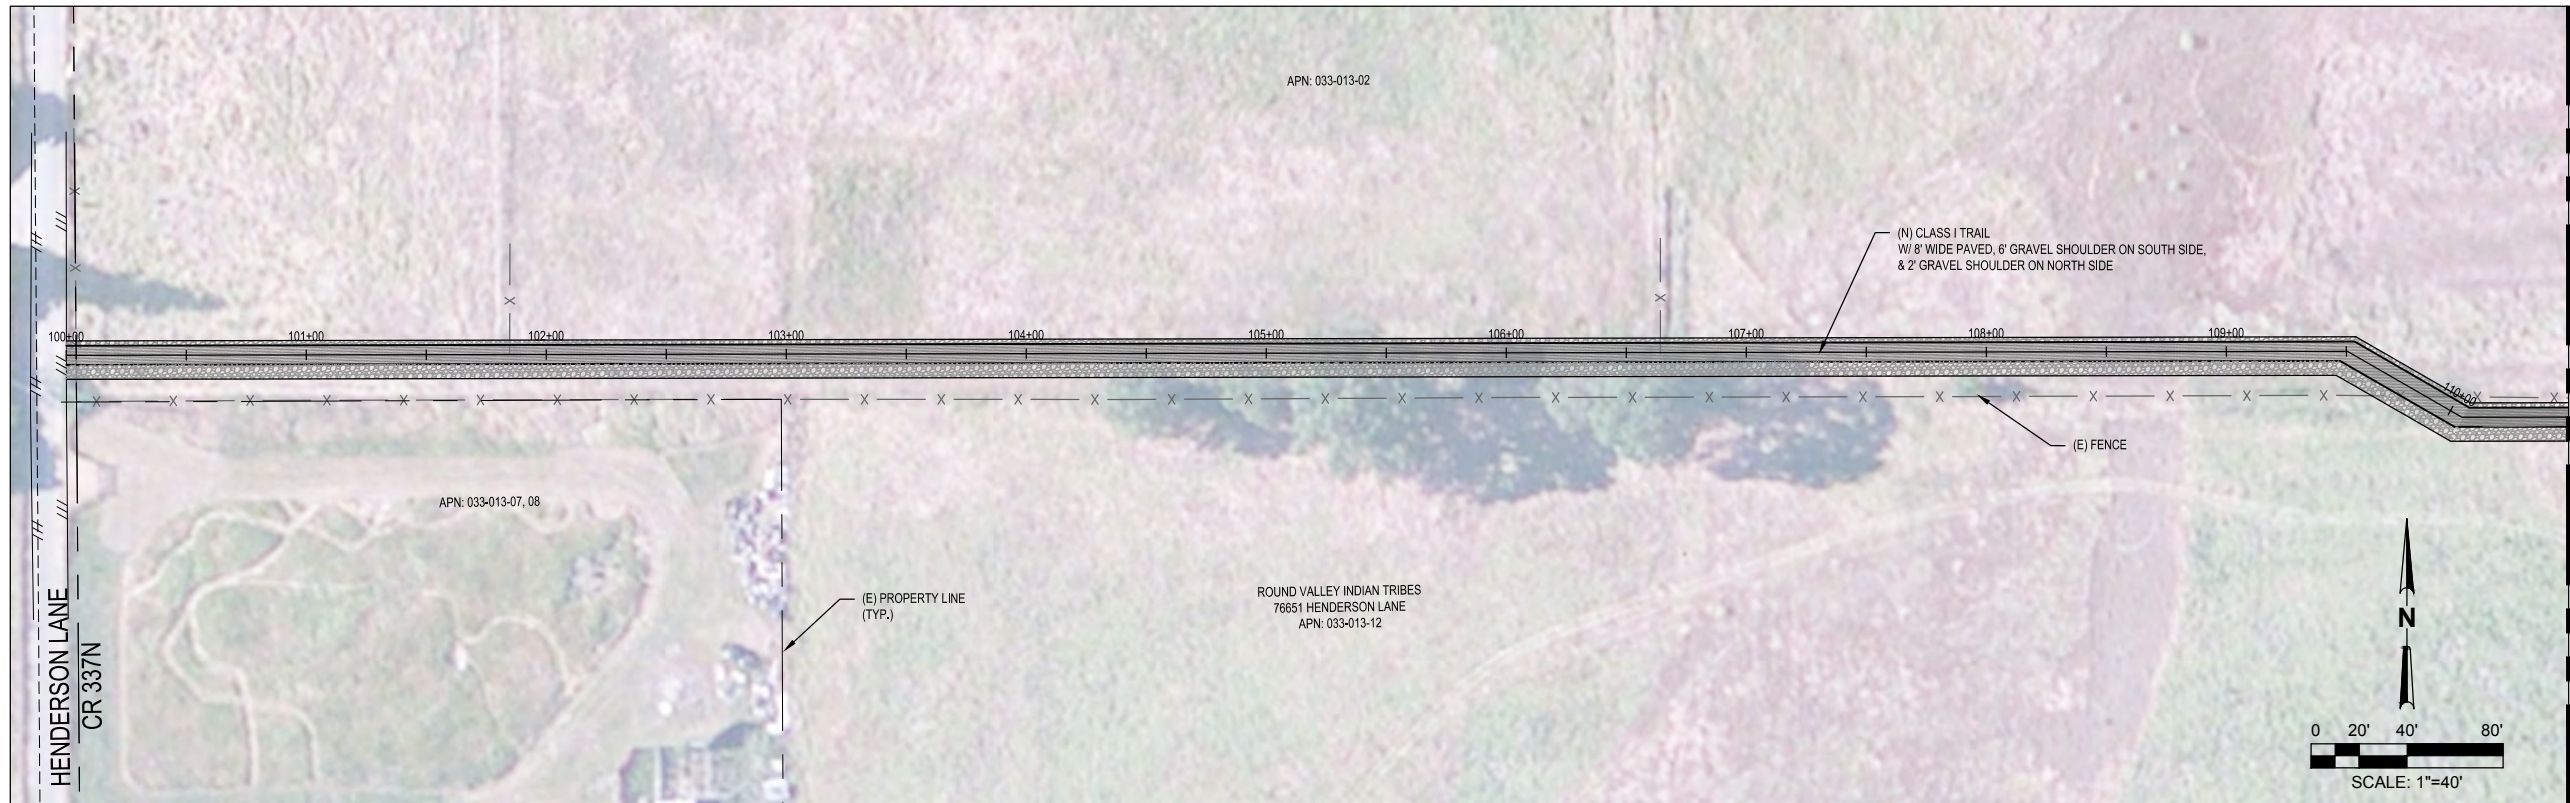 APN: 033-013-02
(N) CLASS I TRAIL
W/ 8' WIDE PAVED, 6' GRAVEL SHOULDER ON SOUTH SIDE,
& 2' GRAVEL SHOULDER ON NORTH SIDE
100+00
101+00
102+00
103+00
104+00
105+00
106+00
107+00
108+00
109+00
110+00
(E) FENCE
APN: 033-013-07, 08
(E) PROPERTY LINE
(TYP.)
ROUND VALLEY INDIAN TRIBES
76651 HENDERSON LANE
APN: 033-013-12
HENDERSON LANE
CR 337N
N
0 20' 40' 80'
SCALE: 1"=40'